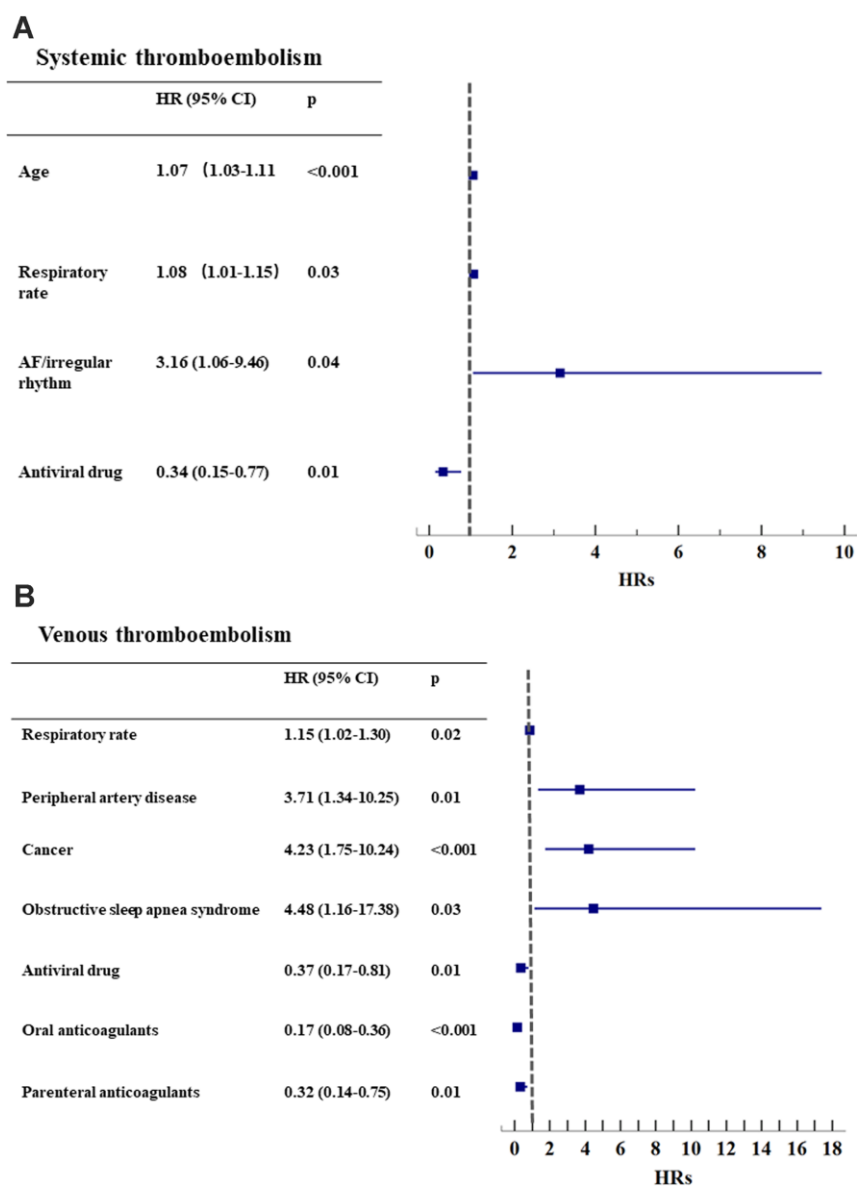 A
Systemic thromboembolism
HR (95% CI) p
Age 1.07 (1.03-1.11 <0.001
Respiratory rate 1.08 (1.01-1.15) 0.03
AF/irregular rhythm 3.16 (1.06-9.46) 0.04
Antiviral drug 0.34 (0.15-0.77) 0.01
0 2 4 6 8 10
HRs
B
Venous thromboembolism
HR (95% CI) p
Respiratory rate 1.15 (1.02-1.30) 0.02
Peripheral artery disease 3.71 (1.34-10.25) 0.01
Cancer 4.23 (1.75-10.24) <0.001
Obstructive sleep apnea syndrome 4.48 (1.16-17.38) 0.03
Antiviral drug 0.37 (0.17-0.81) 0.01
Oral anticoagulants 0.17 (0.08-0.36) <0.001
Parenteral anticoagulants 0.32 (0.14-0.75) 0.01
0 2 4 6 8 10 12 14 16 18
HRs